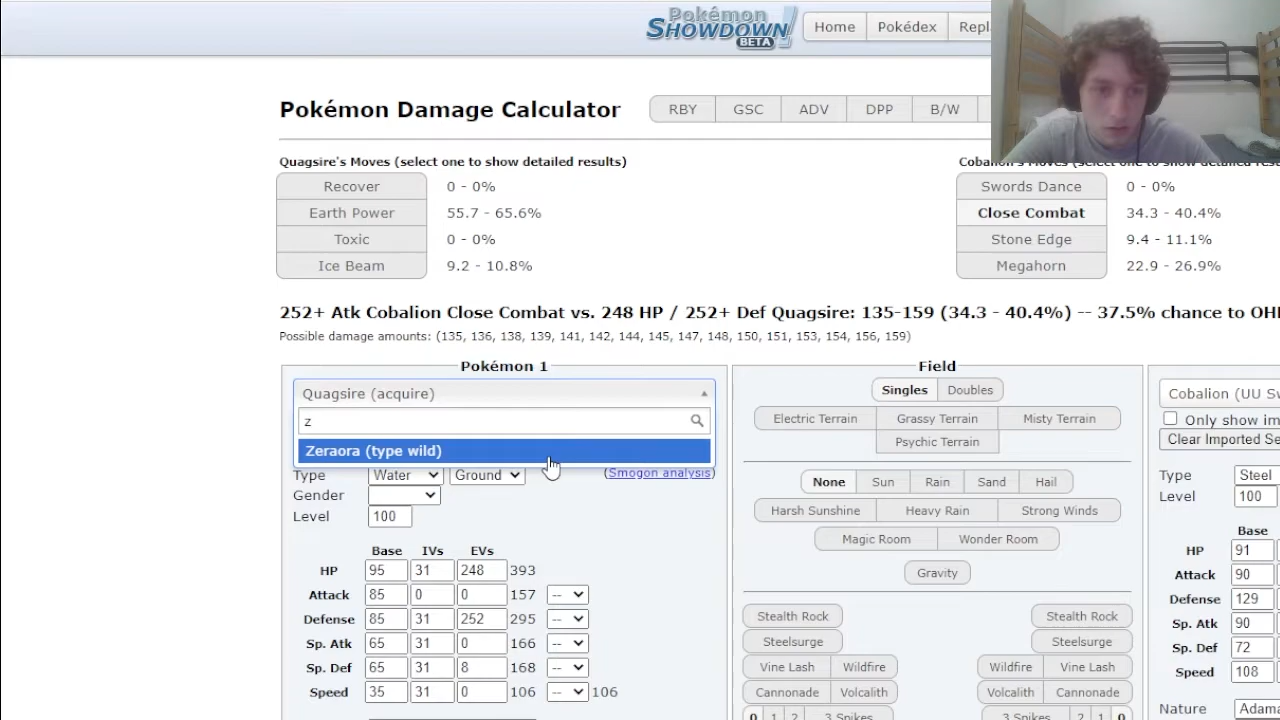 Pokémon
SHOWDOWN
BETA
Home
Pokédex
Repl
Pokémon Damage Calculator
RBY
GSC
ADV
DPP
B/W
Quagsire's Moves (select one to show detailed results)
Recover 0 - 0%
Earth Power 55.7 - 65.6%
Toxic 0 - 0%
Ice Beam 9.2 - 10.8%
Swords Dance 0 - 0%
Close Combat 34.3 - 40.4%
Stone Edge 9.4 - 11.1%
Megahorn 22.9 - 26.9%
252+ Atk Cobalion Close Combat vs. 248 HP / 252+ Def Quagsire: 135-159 (34.3 - 40.4%) -- 37.5% chance to OH
Possible damage amounts: (135, 136, 138, 139, 141, 142, 144, 145, 147, 148, 150, 151, 153, 154, 156, 159)
Pokémon 1
Quagsire (acquire)
z
Zeraora (type wild)
Type Water Ground (Smogon analysis)
Gender
Level 100
Base IVs EVs
HP 95 31 248 393
Attack 85 0 0 157 --
Defense 85 31 252 295 --
Sp. Atk 65 31 0 166 --
Sp. Def 65 31 8 168 --
Speed 35 31 0 106 -- 106
Field
Singles Doubles
Electric Terrain Grassy Terrain Misty Terrain
Psychic Terrain
None Sun Rain Sand Hail
Harsh Sunshine Heavy Rain Strong Winds
Magic Room Wonder Room
Gravity
Stealth Rock Stealth Rock
Steelsurge Steelsurge
Vine Lash Wildfire Wildfire Vine Lash
Cannonade Volcalith Volcalith Cannonade
0 1 2 3 Spikes 3 Spikes 2 1 0
Cobalion (UU Sw
Only show im
Clear Imported Se
Type Steel
Level 100
Base
HP 91
Attack 90
Defense 129
Sp. Atk 90
Sp. Def 72
Speed 108
Nature Adama